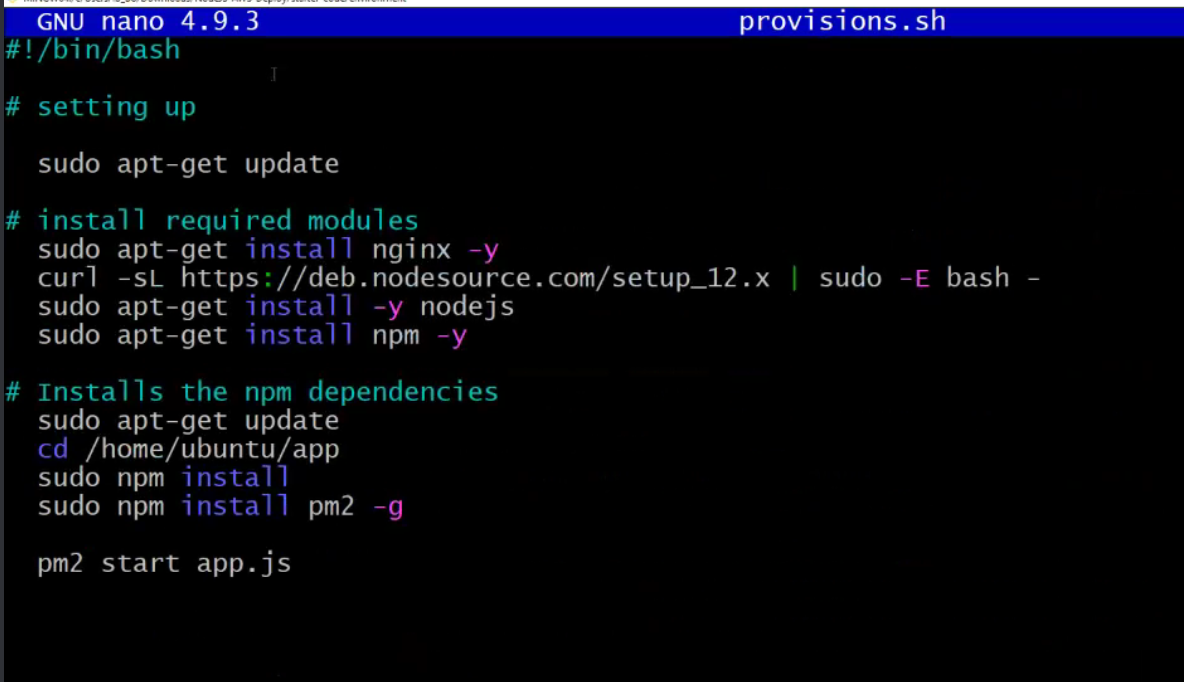 GNU nano 4.9.3 provisions.sh
#!/bin/bash
# setting up
sudo apt-get update
# install required modules
sudo apt-get install nginx -y
curl -sL https://deb.nodesource.com/setup_12.x | sudo -E bash -
sudo apt-get install -y nodejs
sudo apt-get install npm -y
# Installs the npm dependencies
sudo apt-get update
cd /home/ubuntu/app
sudo npm install
sudo npm install pm2 -g
pm2 start app.js